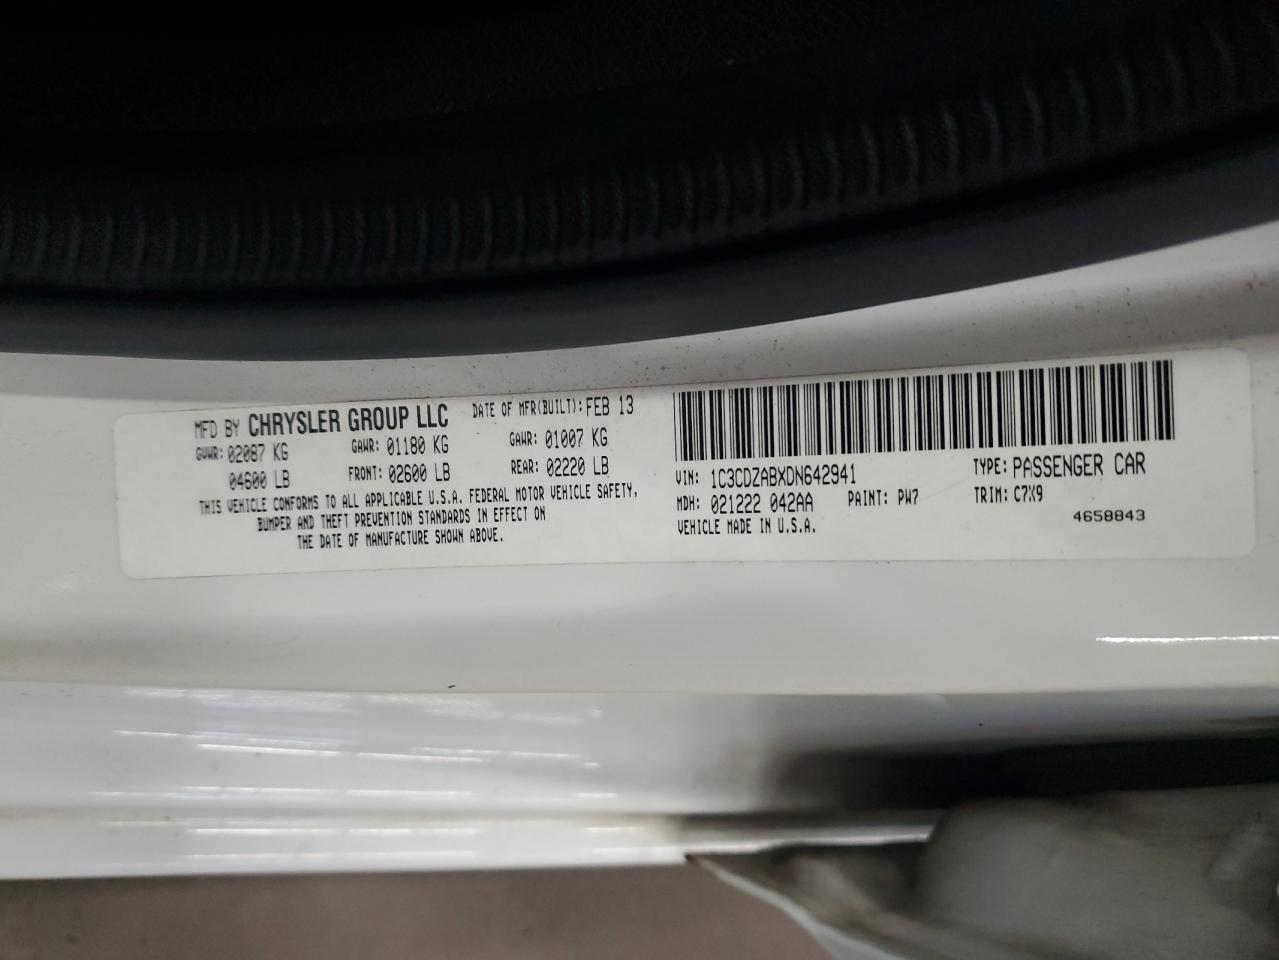 MFD BY CHRYSLER GROUP LLC DATE OF MFR(BUILT): FEB 13
GVWR: 02087 KG GAWR: 01180 KG GAWR: 01007 KG
04600 LB FRONT: 02600 LB REAR: 02220 LB
THIS VEHICLE CONFORMS TO ALL APPLICABLE U.S.A. FEDERAL MOTOR VEHICLE SAFETY,
BUMPER AND THEFT PREVENTION STANDARDS IN EFFECT ON
THE DATE OF MANUFACTURE SHOWN ABOVE.
VIN: 1C3CDZABXDN642941 TYPE: PASSENGER CAR
MDH: 021222 042AA PAINT: PW7 TRIM: C7X9
VEHICLE MADE IN U.S.A. 4658843